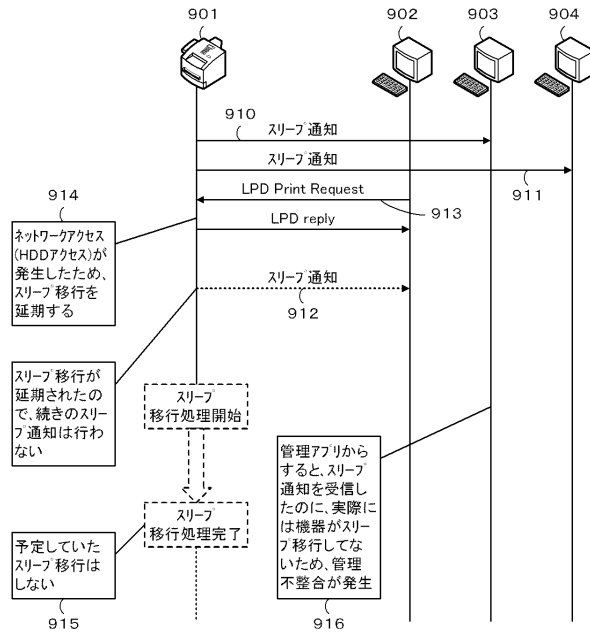 901
902
903
904
910
スリープ通知
スリープ通知
911
LPD Print Request
913
914
LPD reply
ネットワークアクセス
(HDDアクセス)が
発生したため、
スリープ移行を
延期する
スリープ通知
912
スリープ移行が
延期されたの
で、続きのスリー
プ通知は行わ
ない
スリープ
移行処理開始
管理アプリから
すると、スリープ
通知を受信し
たのに、実際に
は機器がスリー
プ移行してな
いため、管理
不整合が発生
スリープ
移行処理完了
予定していた
スリープ移行は
しない
915
916